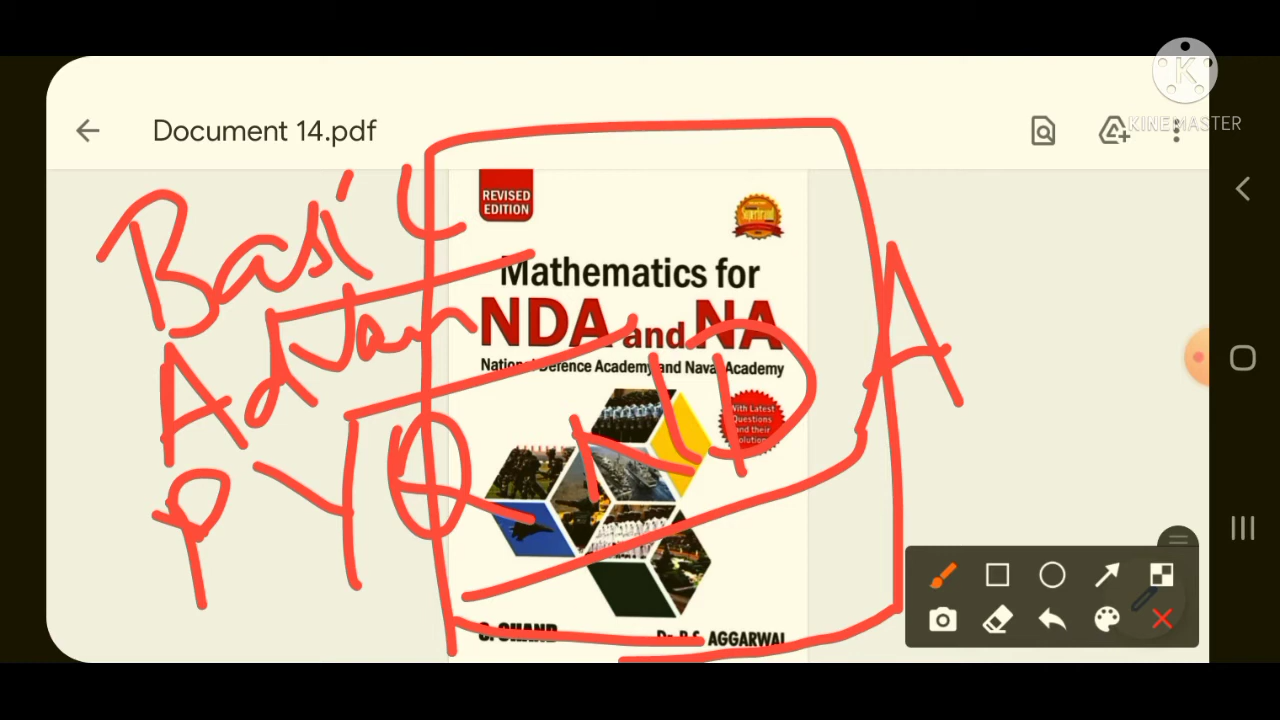 Document 14.pdf
KINEMASTER
REVISED
EDITION
Superbrand
Mathematics for
NDA and NA
National Defence Academy and Naval Academy
With Latest
Questions
and their
Solutions
S. CHAND
Dr. R.S. AGGARWAL
Basic
Advan
PYQ NDA